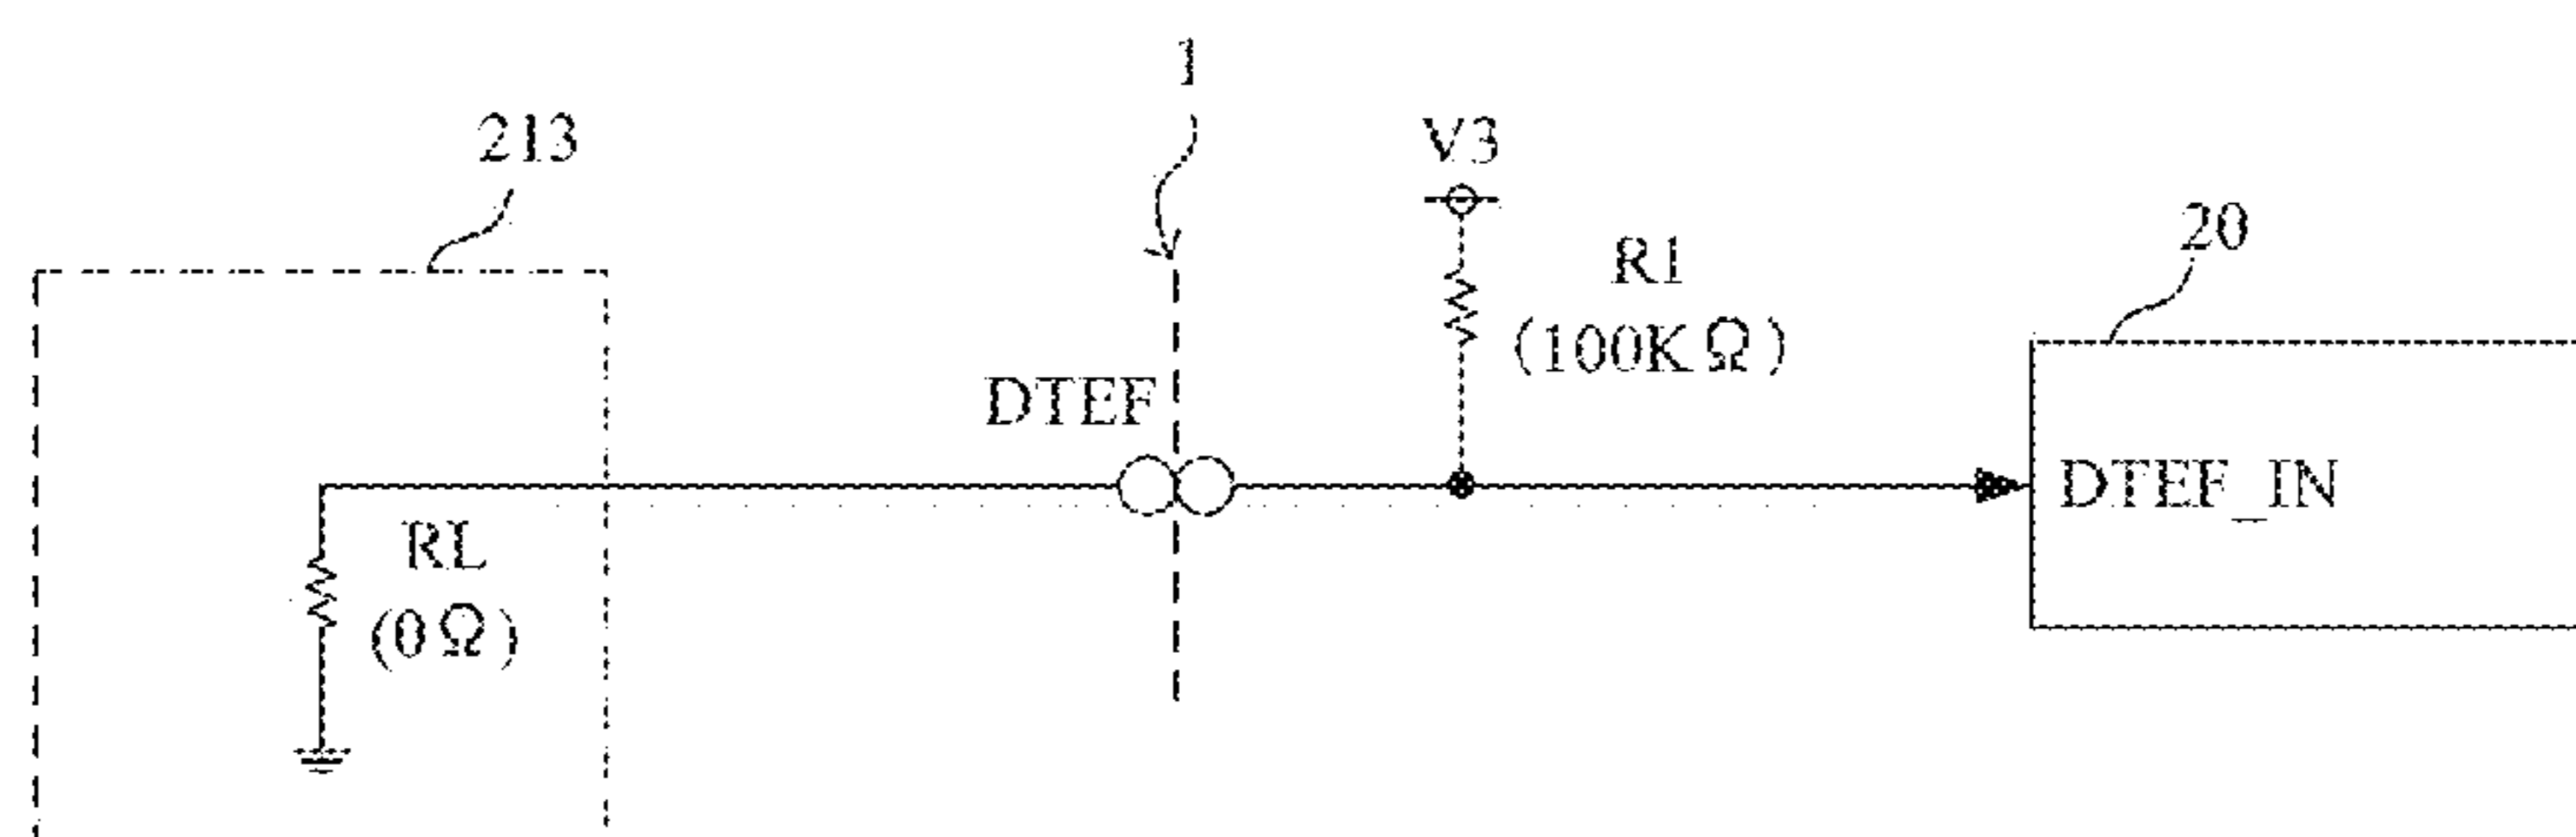 1
213
V3
20
R1
(100KΩ)
DTEF
DTEF_IN
RL
(0Ω)